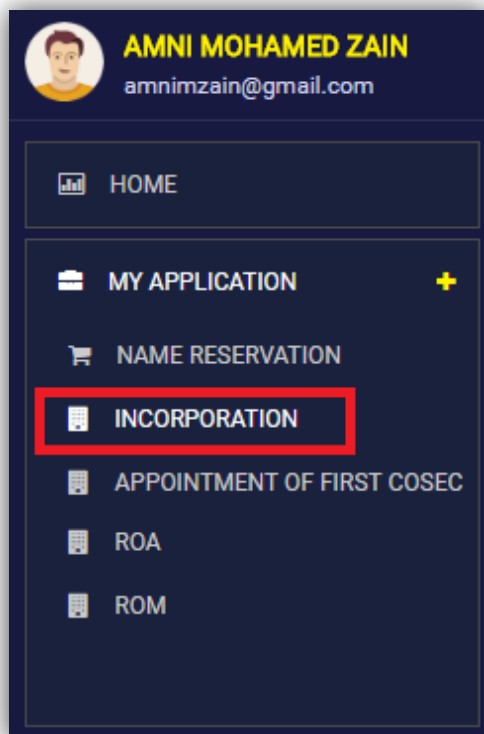 AMNI MOHAMED ZAIN
amnimzain@gmail.com
HOME
MY APPLICATION +
NAME RESERVATION
INCORPORATION
APPOINTMENT OF FIRST COSEC
ROA
ROM